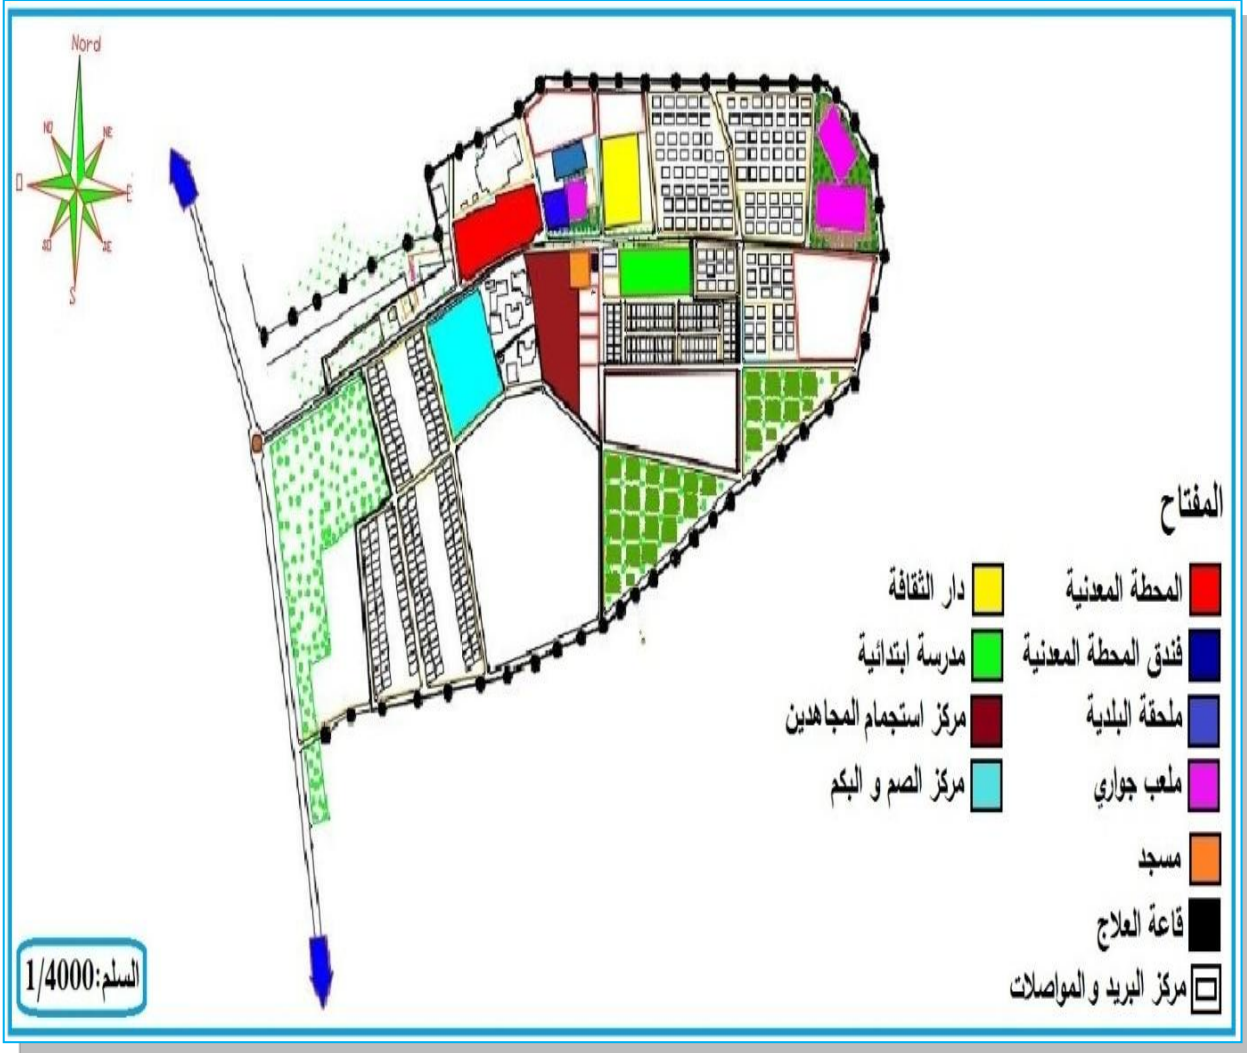 Nord
NO
NE
O
E
SO
SE
S
المفتاح
المحطة المعدنية
دار الثقافة
فندق المحطة المعدنية
مدرسة ابتدائية
ملحقة البلدية
مركز استجمام المجاهدين
ملعب جواري
مركز الصم و البكم
مسجد
قاعة العلاج
مركز البريد و المواصلات
السلم:1/4000